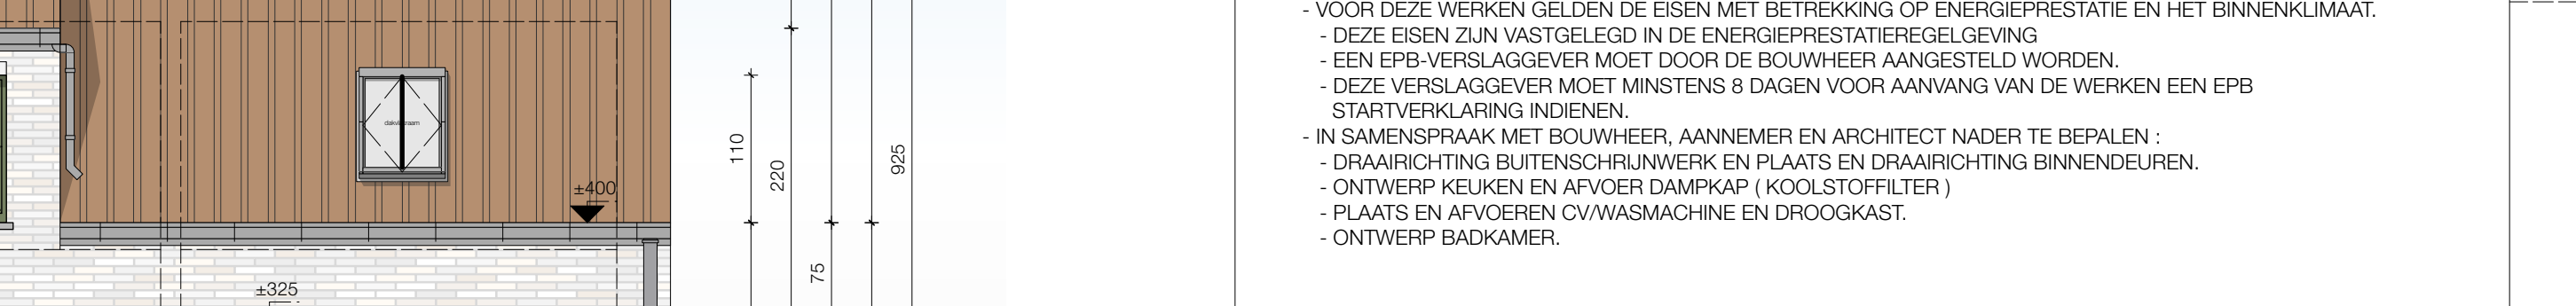 - VOOR DEZE WERKEN GELDEN DE EISEN MET BETREKKING OP ENERGIEPRESTATIE EN HET BINNENKLIMAAT.
- DEZE EISEN ZIJN VASTGELEGD IN DE ENERGIEPRESTATIEREGELGEVING
- EEN EPB-VERSLAGGEVER MOET DOOR DE BOUWHEER AANGESTELD WORDEN.
- DEZE VERSLAGGEVER MOET MINSTENS 8 DAGEN VOOR AANVANG VAN DE WERKEN EEN EPB
STARTVERKLARING INDIENEN.
- IN SAMENSPRAAK MET BOUWHEER, AANNEMER EN ARCHITECT NADER TE BEPALEN :
- DRAAIRICHTING BUITENSCHRIJNWERK EN PLAATS EN DRAAIRICHTING BINNENDEUREN.
- ONTWERP KEUKEN EN AFVOER DAMPKAP ( KOOLSTOFFILTER )
- PLAATS EN AFVOEREN CV/WASMACHINE EN DROOGKAST.
- ONTWERP BADKAMER.
110
220
925
75
±400
±325